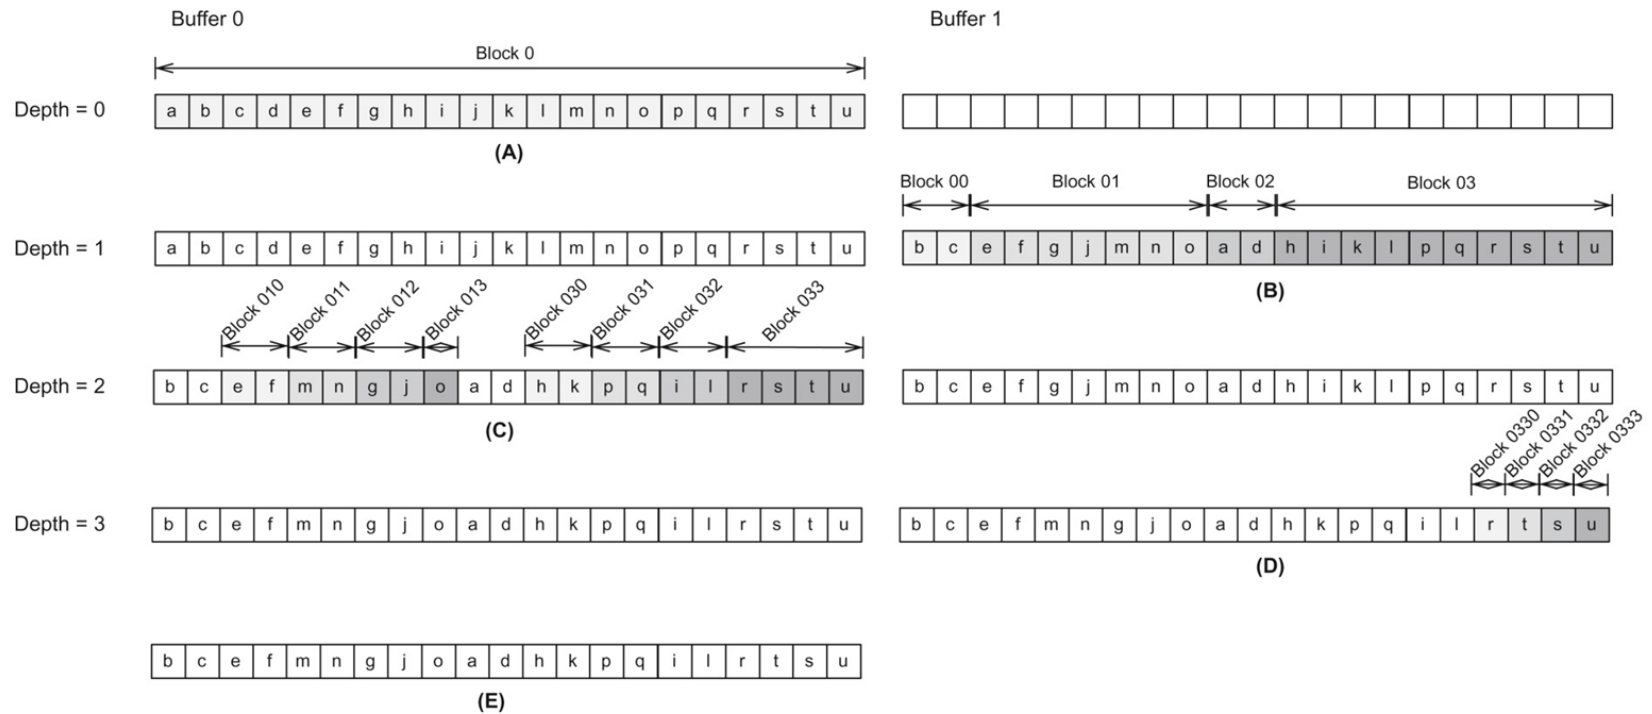 Buffer 0 Buffer 1
Block 0
Depth = 0 a b c d e f g h i j k l m n o p q r s t u
(A)
Block 00 Block 01 Block 02 Block 03
Depth = 1 a b c d e f g h i j k l m n o p q r s t u b c e f g j m n o a d h i k l p q r s t u
(B)
Block 010 Block 011 Block 012 Block 013 Block 030 Block 031 Block 032 Block 033
Depth = 2 b c e f m n g j o a d h k p q i l r s t u b c e f g j m n o a d h i k l p q r s t u
(C)
Block 0330 Block 0331 Block 0332 Block 0333
Depth = 3 b c e f m n g j o a d h k p q i l r s t u b c e f m n g j o a d h k p q i l r t s u
(D)
b c e f m n g j o a d h k p q i l r t s u
(E)